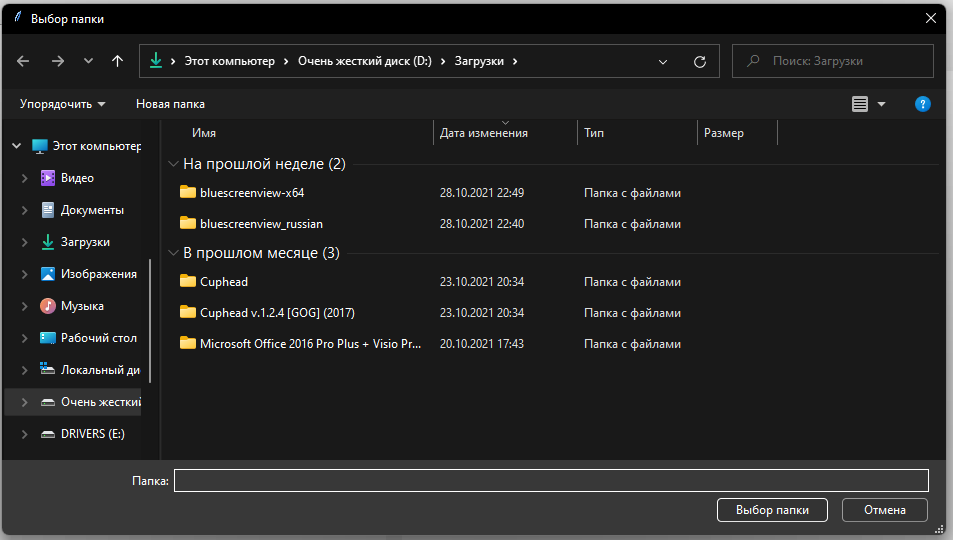 Выбор папки
Этот компьютер › Очень жесткий диск (D:) › Загрузки ›
Поиск: Загрузки
Упорядочить
Новая папка
?
Имя Дата изменения Тип Размер
Этот компьютер
Видео
Документы
Загрузки
Изображения
Музыка
Рабочий стол
Локальный ди
Очень жесткий
DRIVERS (E:)
На прошлой неделе (2)
bluescreenview-x64 28.10.2021 22:49 Папка с файлами
bluescreenview_russian 28.10.2021 22:40 Папка с файлами
В прошлом месяце (3)
Cuphead 23.10.2021 20:34 Папка с файлами
Cuphead v.1.2.4 [GOG] (2017) 23.10.2021 20:34 Папка с файлами
Microsoft Office 2016 Pro Plus + Visio Pr... 20.10.2021 17:43 Папка с файлами
Папка:
Выбор папки
Отмена